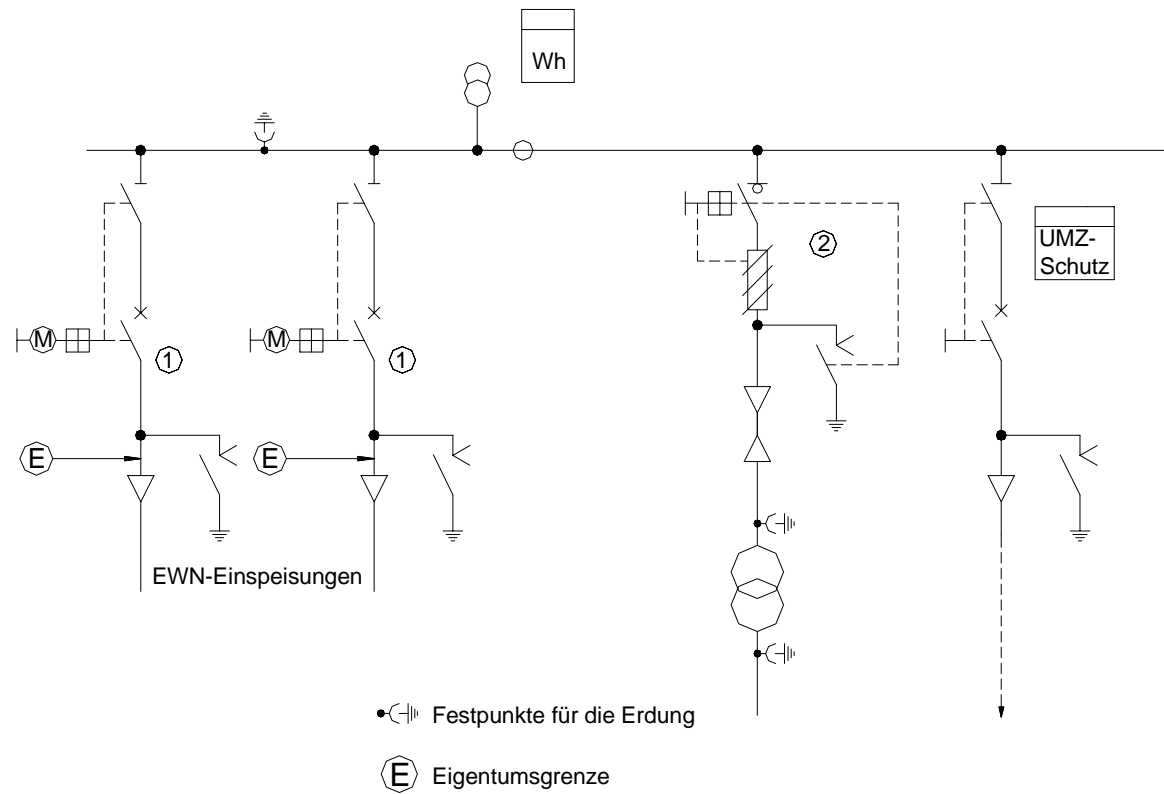 Wh
UMZ-
Schutz
2
M
1
M
1
E
E
EWN-Einspeisungen
Festpunkte für die Erdung
E Eigentumsgrenze